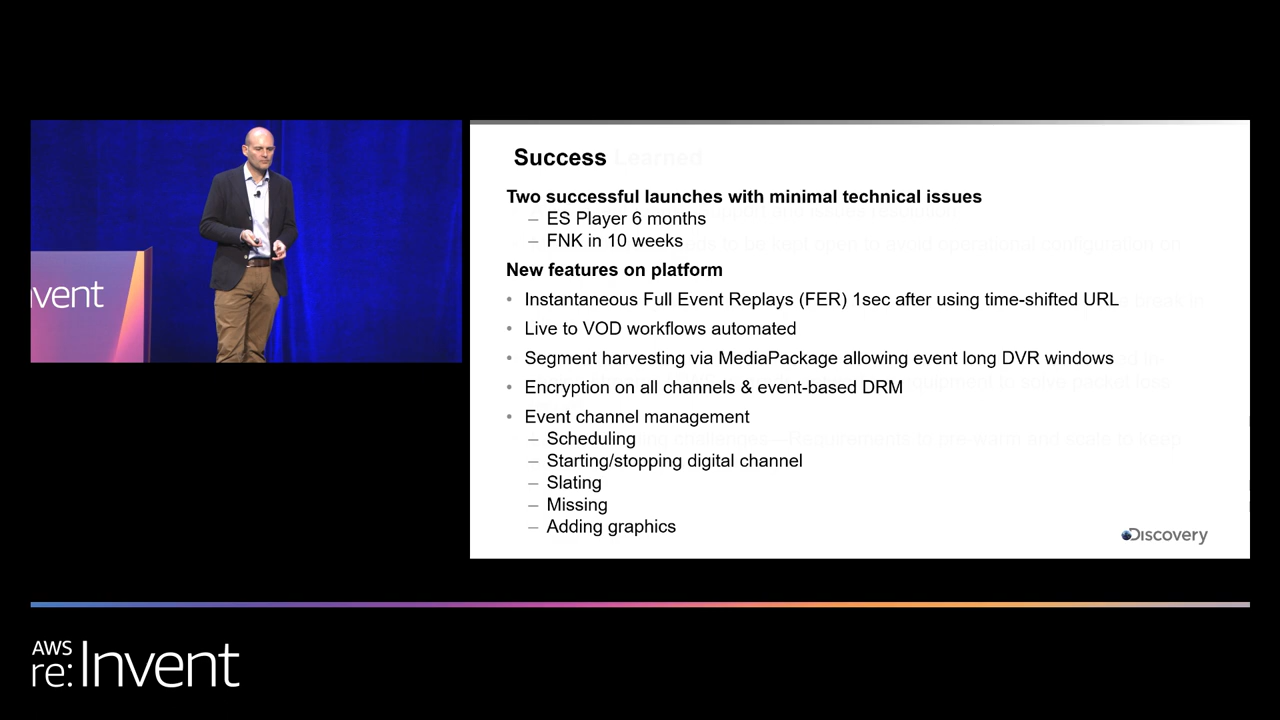 nvent
Success Learned
Two successful launches with minimal technical issues
– ES Player 6 months
– FNK in 10 weeks
New features on platform
• Instantaneous Full Event Replays (FER) 1sec after using time-shifted URL
• Live to VOD workflows automated
• Segment harvesting via MediaPackage allowing event long DVR windows
• Encryption on all channels & event-based DRM
• Event channel management
– Scheduling
– Starting/stopping digital channel
– Slating
– Missing
– Adding graphics
Discovery
AWS
re:Invent